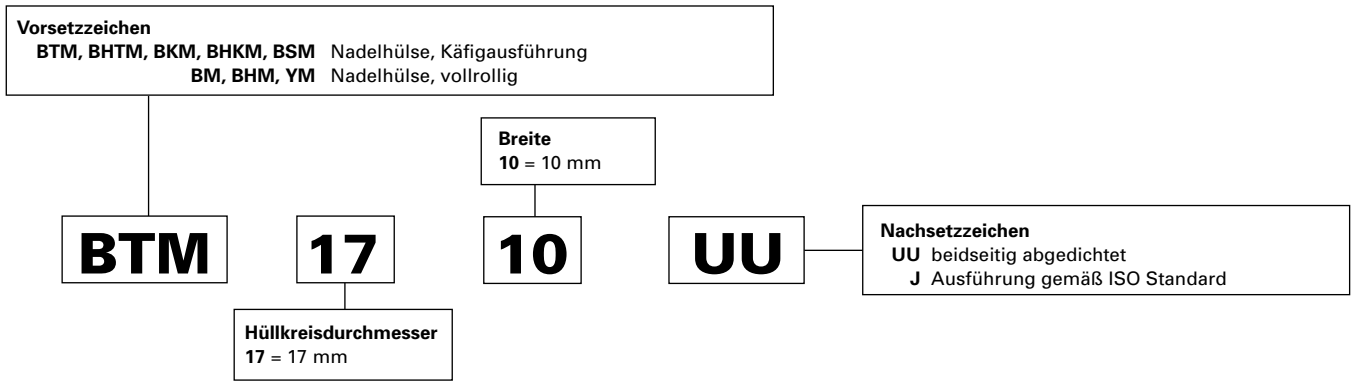 Vorsetzzeichen
BTM, BHTM, BKM, BHKM, BSM Nadelhülse, Käfigausführung
BM, BHM, YM Nadelhülse, vollrollig
Breite
10 = 10 mm
BTM 17 10 UU
Nachsetzzeichen
UU beidseitig abgedichtet
J Ausführung gemäß ISO Standard
Hüllkreisdurchmesser
17 = 17 mm